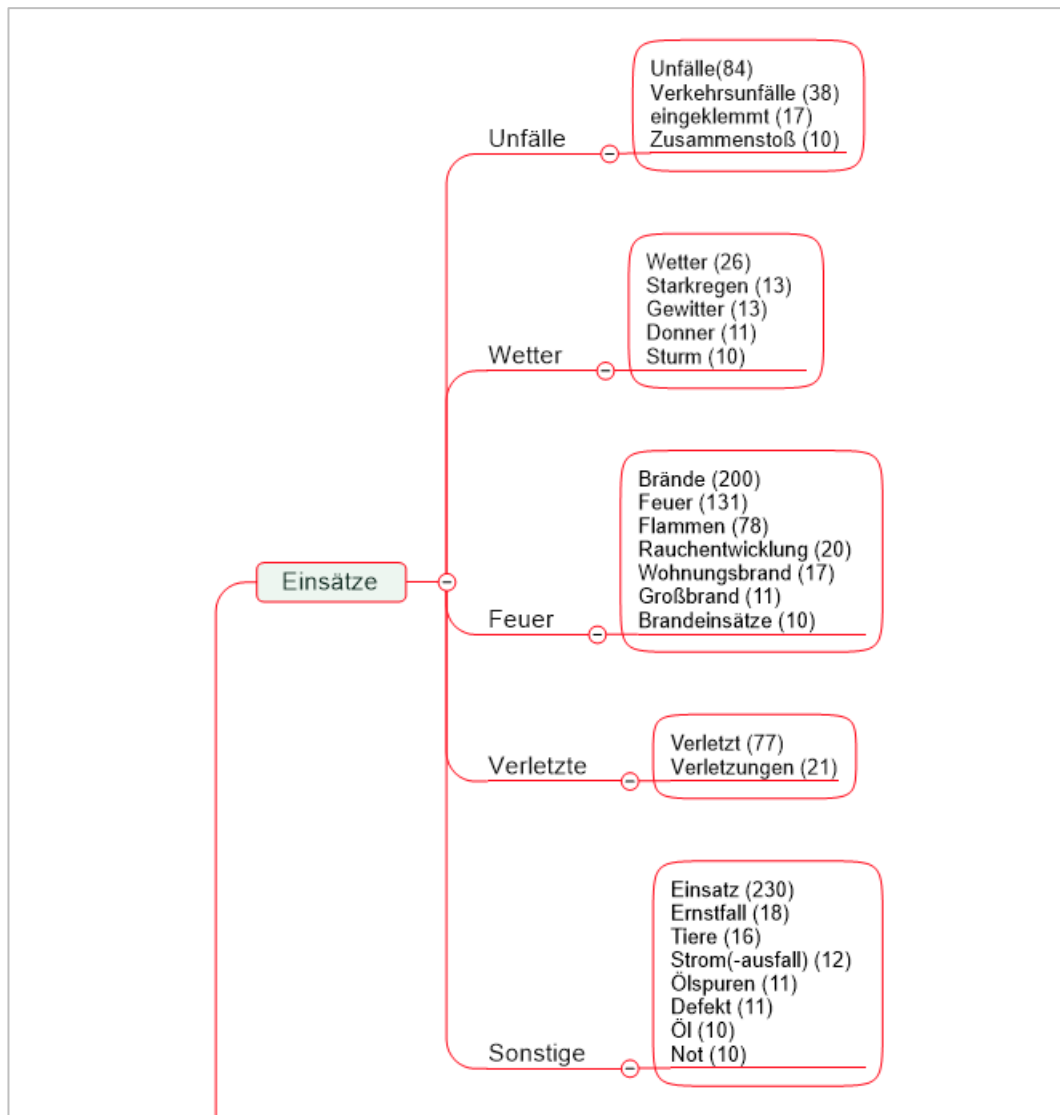 Unfälle(84)
Verkehrsunfälle (38)
eingeklemmt (17)
Zusammenstoß (10)
Unfälle
Wetter (26)
Starkregen (13)
Gewitter (13)
Donner (11)
Sturm (10)
Wetter
Brände (200)
Feuer (131)
Flammen (78)
Rauchentwicklung (20)
Wohnungsbrand (17)
Großbrand (11)
Brandeinsätze (10)
Einsätze
Feuer
Verletzt (77)
Verletzungen (21)
Verletzte
Einsatz (230)
Ernstfall (18)
Tiere (16)
Strom(-ausfall) (12)
Ölspuren (11)
Defekt (11)
Öl (10)
Not (10)
Sonstige